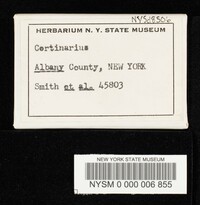 HERBARIUM N. Y. STATE MUSEUM
Cortinarius
Albany County, NEW YORK
Smith et al. 45803
NEW YORK STATE MUSEUM
NYSM 0 000 006 855